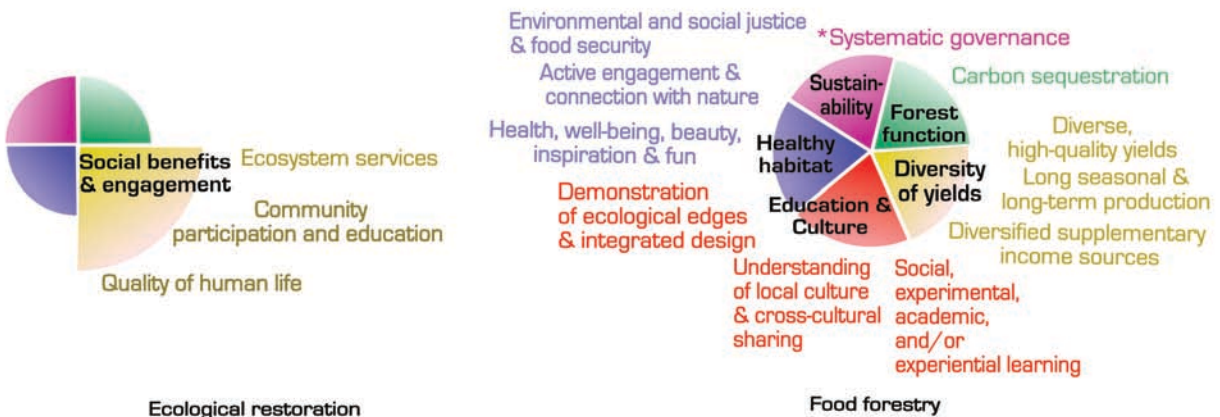 Social benefits
& engagement
Ecosystem services
Community
participation and education
Quality of human life
Ecological restoration
Environmental and social justice
& food security
Active engagement &
connection with nature
Health, well-being, beauty,
inspiration & fun
Demonstration
of ecological edges
& integrated design
Understanding
of local culture
& cross-cultural
sharing
Social,
experimental,
academic,
and/or
experiential learning
*Systematic governance
Carbon sequestration
Diverse,
high-quality yields
Long seasonal &
long-term production
Diversified supplementary
income sources
Sustain-
ability
Forest
function
Healthy
habitat
Diversity
of yields
Education &
Culture
Food forestry